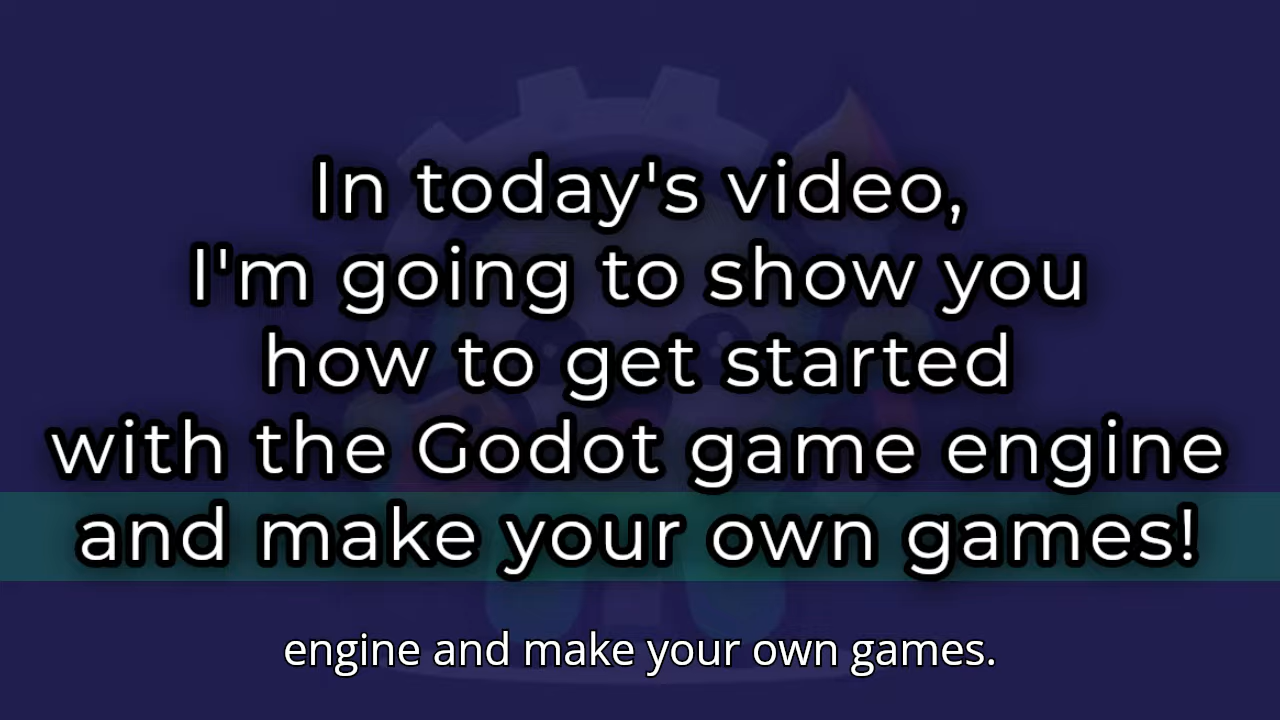 In today's video,
I'm going to show you
how to get started
with the Godot game engine
and make your own games!
engine and make your own games.